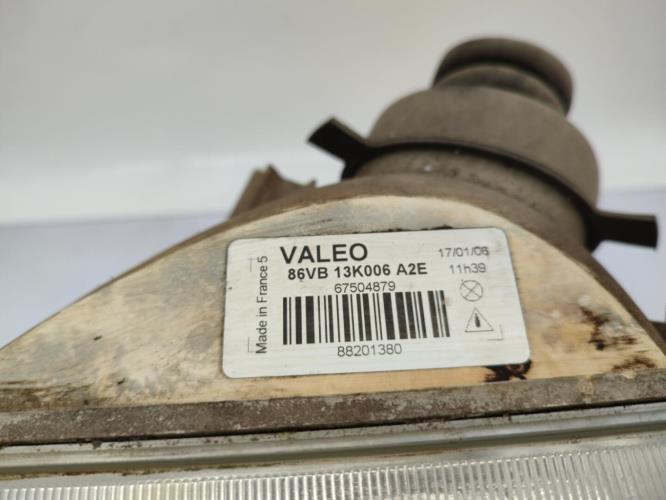 VALEO
17/01/06
86VB 13K006 A2E
11h39
67504879
88201380
Made in France 5